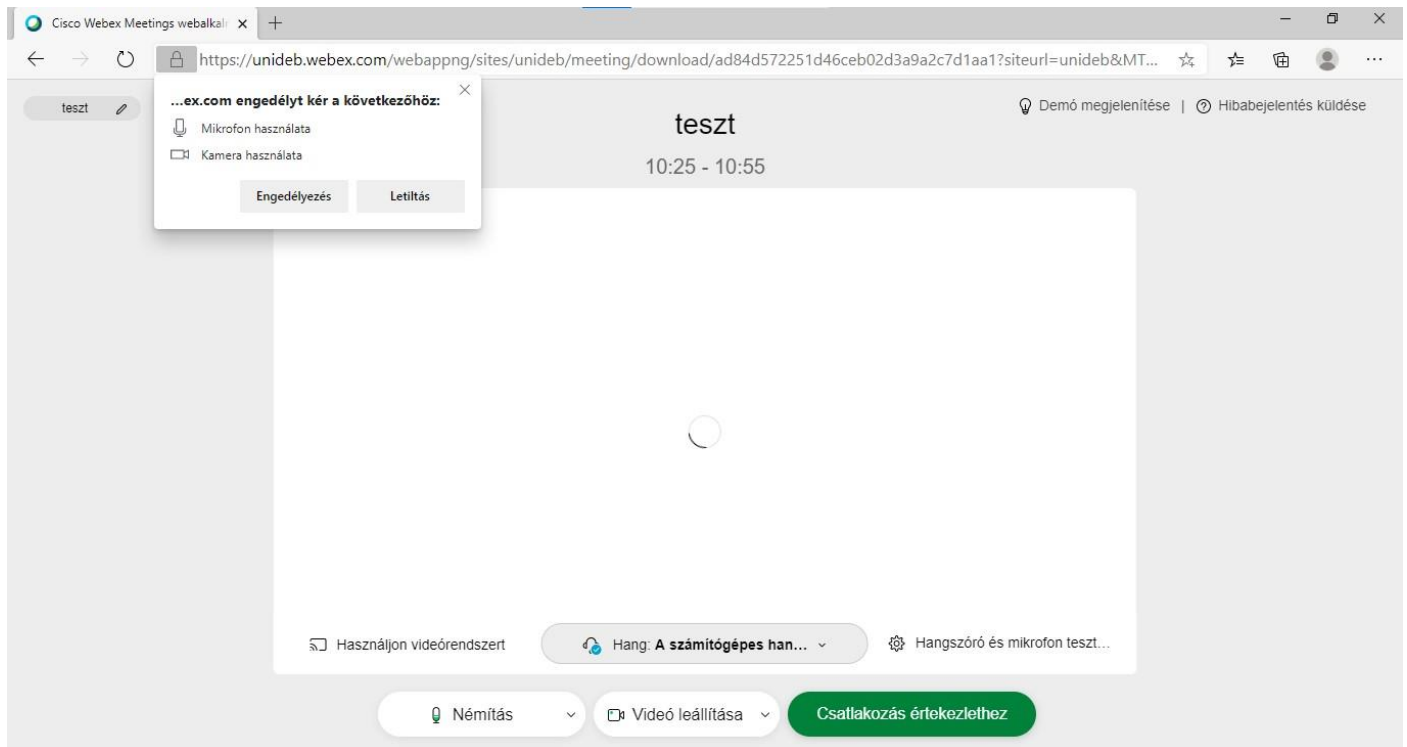 Cisco Webex Meetings webalkalr
https://unideb.webex.com/webappng/sites/unideb/meeting/download/ad84d572251d46ceb02d3a9a2c7d1aa1?siteurl=unideb&MT...
teszt
...ex.com engedélyt kér a következőhöz:
Mikrofon használata
Kamera használata
Engedélyezés Letiltás
Demó megjelenítése | Hibabejelentés küldése
teszt
10:25 - 10:55
Használjon videórendszert
Hang: A számítógépes han...
Hangszóró és mikrofon teszt...
Némítás
Videó leállítása
Csatlakozás értekezlethez